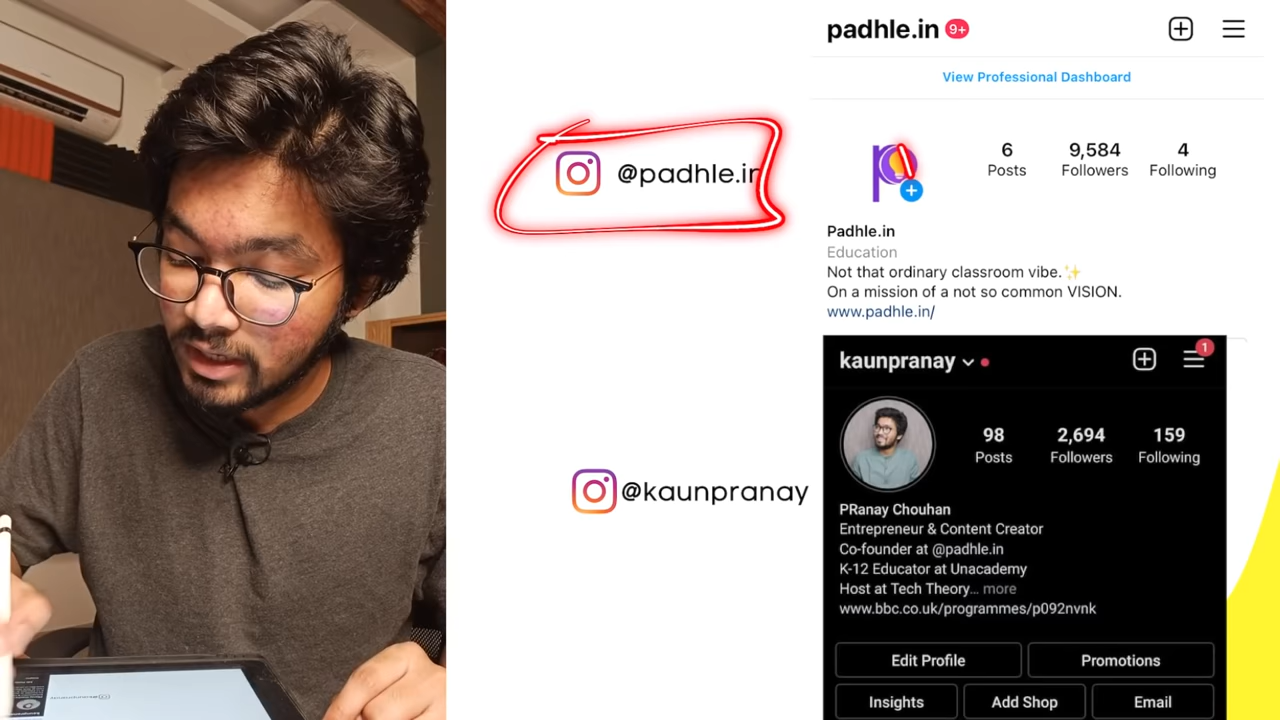 padhle.in 9+
View Professional Dashboard
@padhle.in
6 9,584 4
Posts Followers Following
Padhle.in
Education
Not that ordinary classroom vibe.✨
On a mission of a not so common VISION.
www.padhle.in/
kaunpranay 1
98 2,694 159
Posts Followers Following
@kaunpranay
PRanay Chouhan
Entrepreneur & Content Creator
Co-founder at @padhle.in
K-12 Educator at Unacademy
Host at Tech Theory... more
www.bbc.co.uk/programmes/p092nvnk
Edit Profile Promotions
Insights Add Shop Email
@kaunpranay